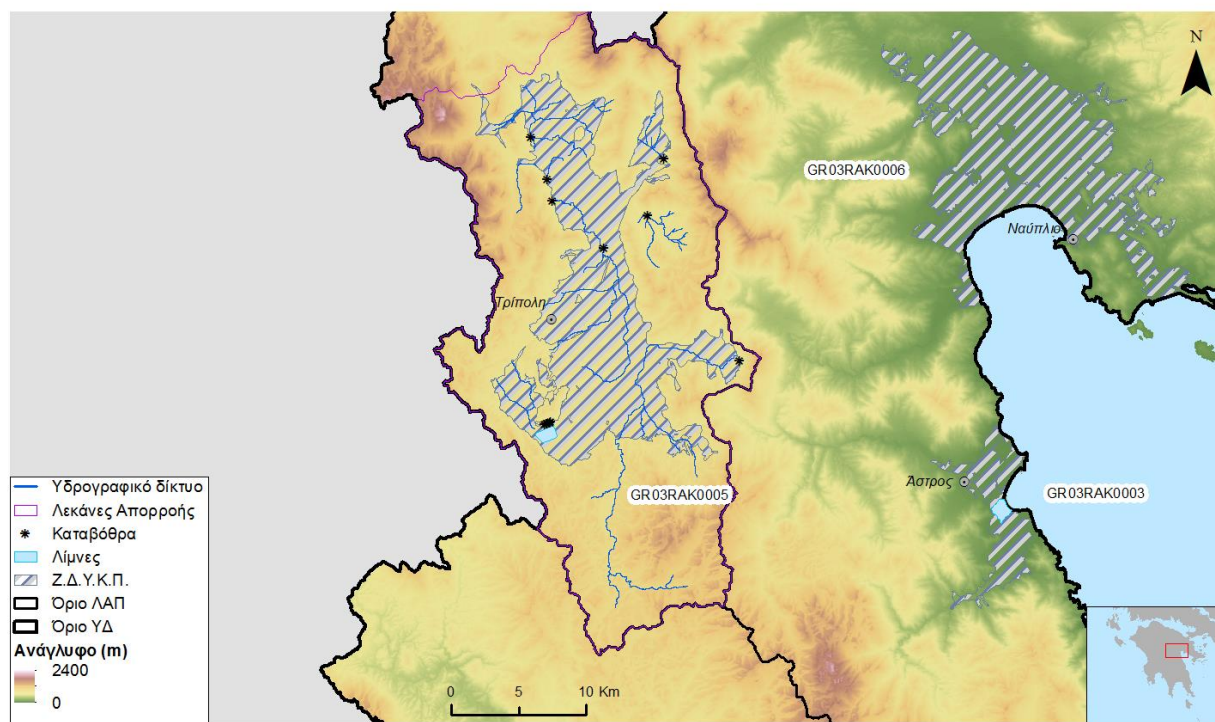 N
GR03RAK0006
Ναύπλιο
Τρίπολη
GR03RAK0005
Άστρος
GR03RAK0003
Υδρογραφικό δίκτυο
Λεκάνες Απορροής
Καταβόθρα
Λίμνες
Ζ.Δ.Υ.Κ.Π.
Όριο ΛΑΠ
Όριο ΥΔ
Ανάγλυφο (m)
2400
0
0 5 10 Km